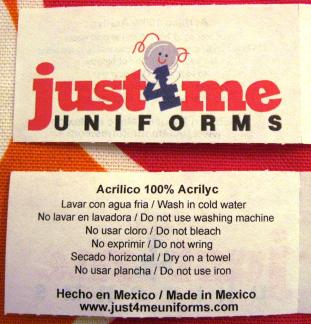 just4me
UNIFORMS
Acrilico 100% Acrilyc
Lavar con agua fria / Wash in cold water
No lavar en lavadora / Do not use washing machine
No usar cloro / Do not bleach
No exprimir / Do not wring
Secado horizontal / Dry on a towel
No usar plancha / Do not use iron
Hecho en Mexico / Made in Mexico
www.just4meuniforms.com